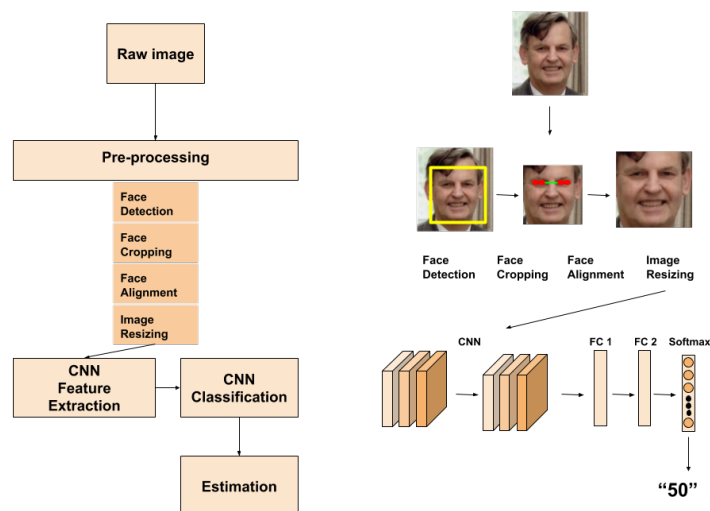 Raw image
Pre-processing
Face
Detection
Face
Cropping
Face
Alignment
Image
Resizing
CNN
Feature
Extraction
CNN
Classification
Estimation
Face
Detection
Face
Cropping
Face
Alignment
Image
Resizing
CNN
FC 1
FC 2
Softmax
“50”